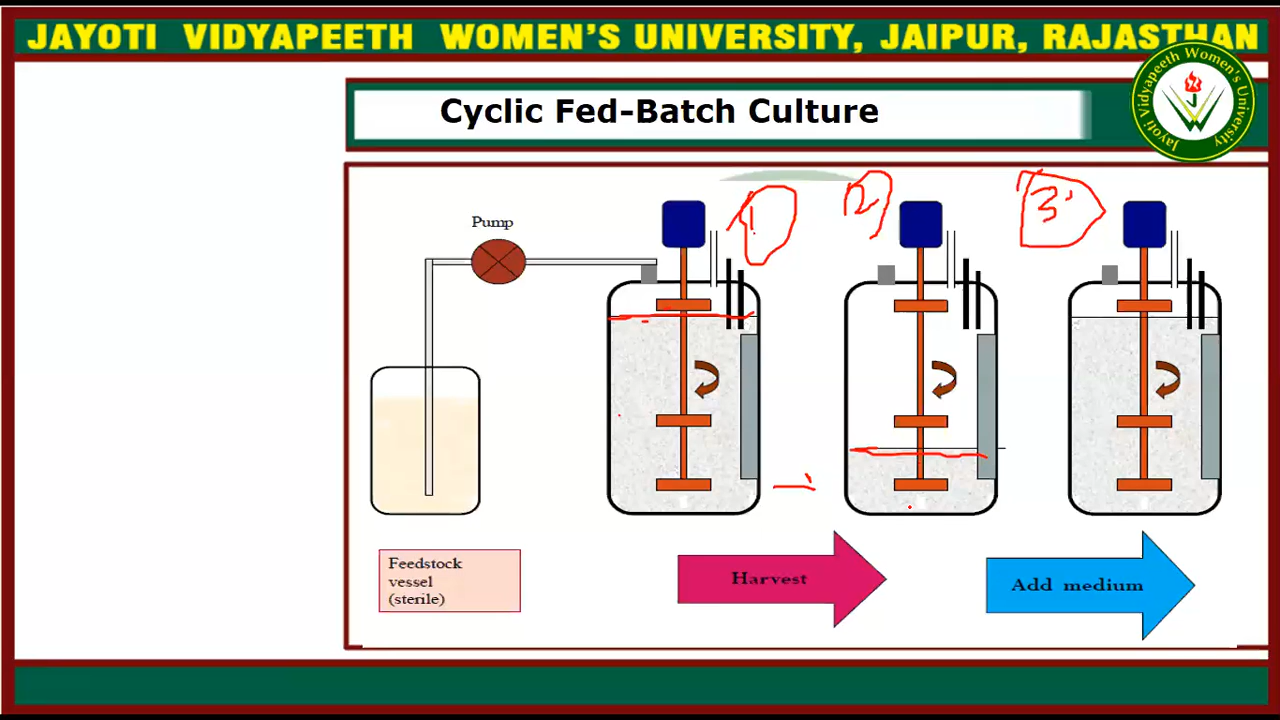 JAYOTI VIDYAPEETH WOMEN'S UNIVERSITY, JAIPUR, RAJASTHAN
Jayoti Vidyapeeth Women's University
Cyclic Fed-Batch Culture
1
2
3
Pump
Feedstock
vessel
(sterile)
Harvest
Add medium